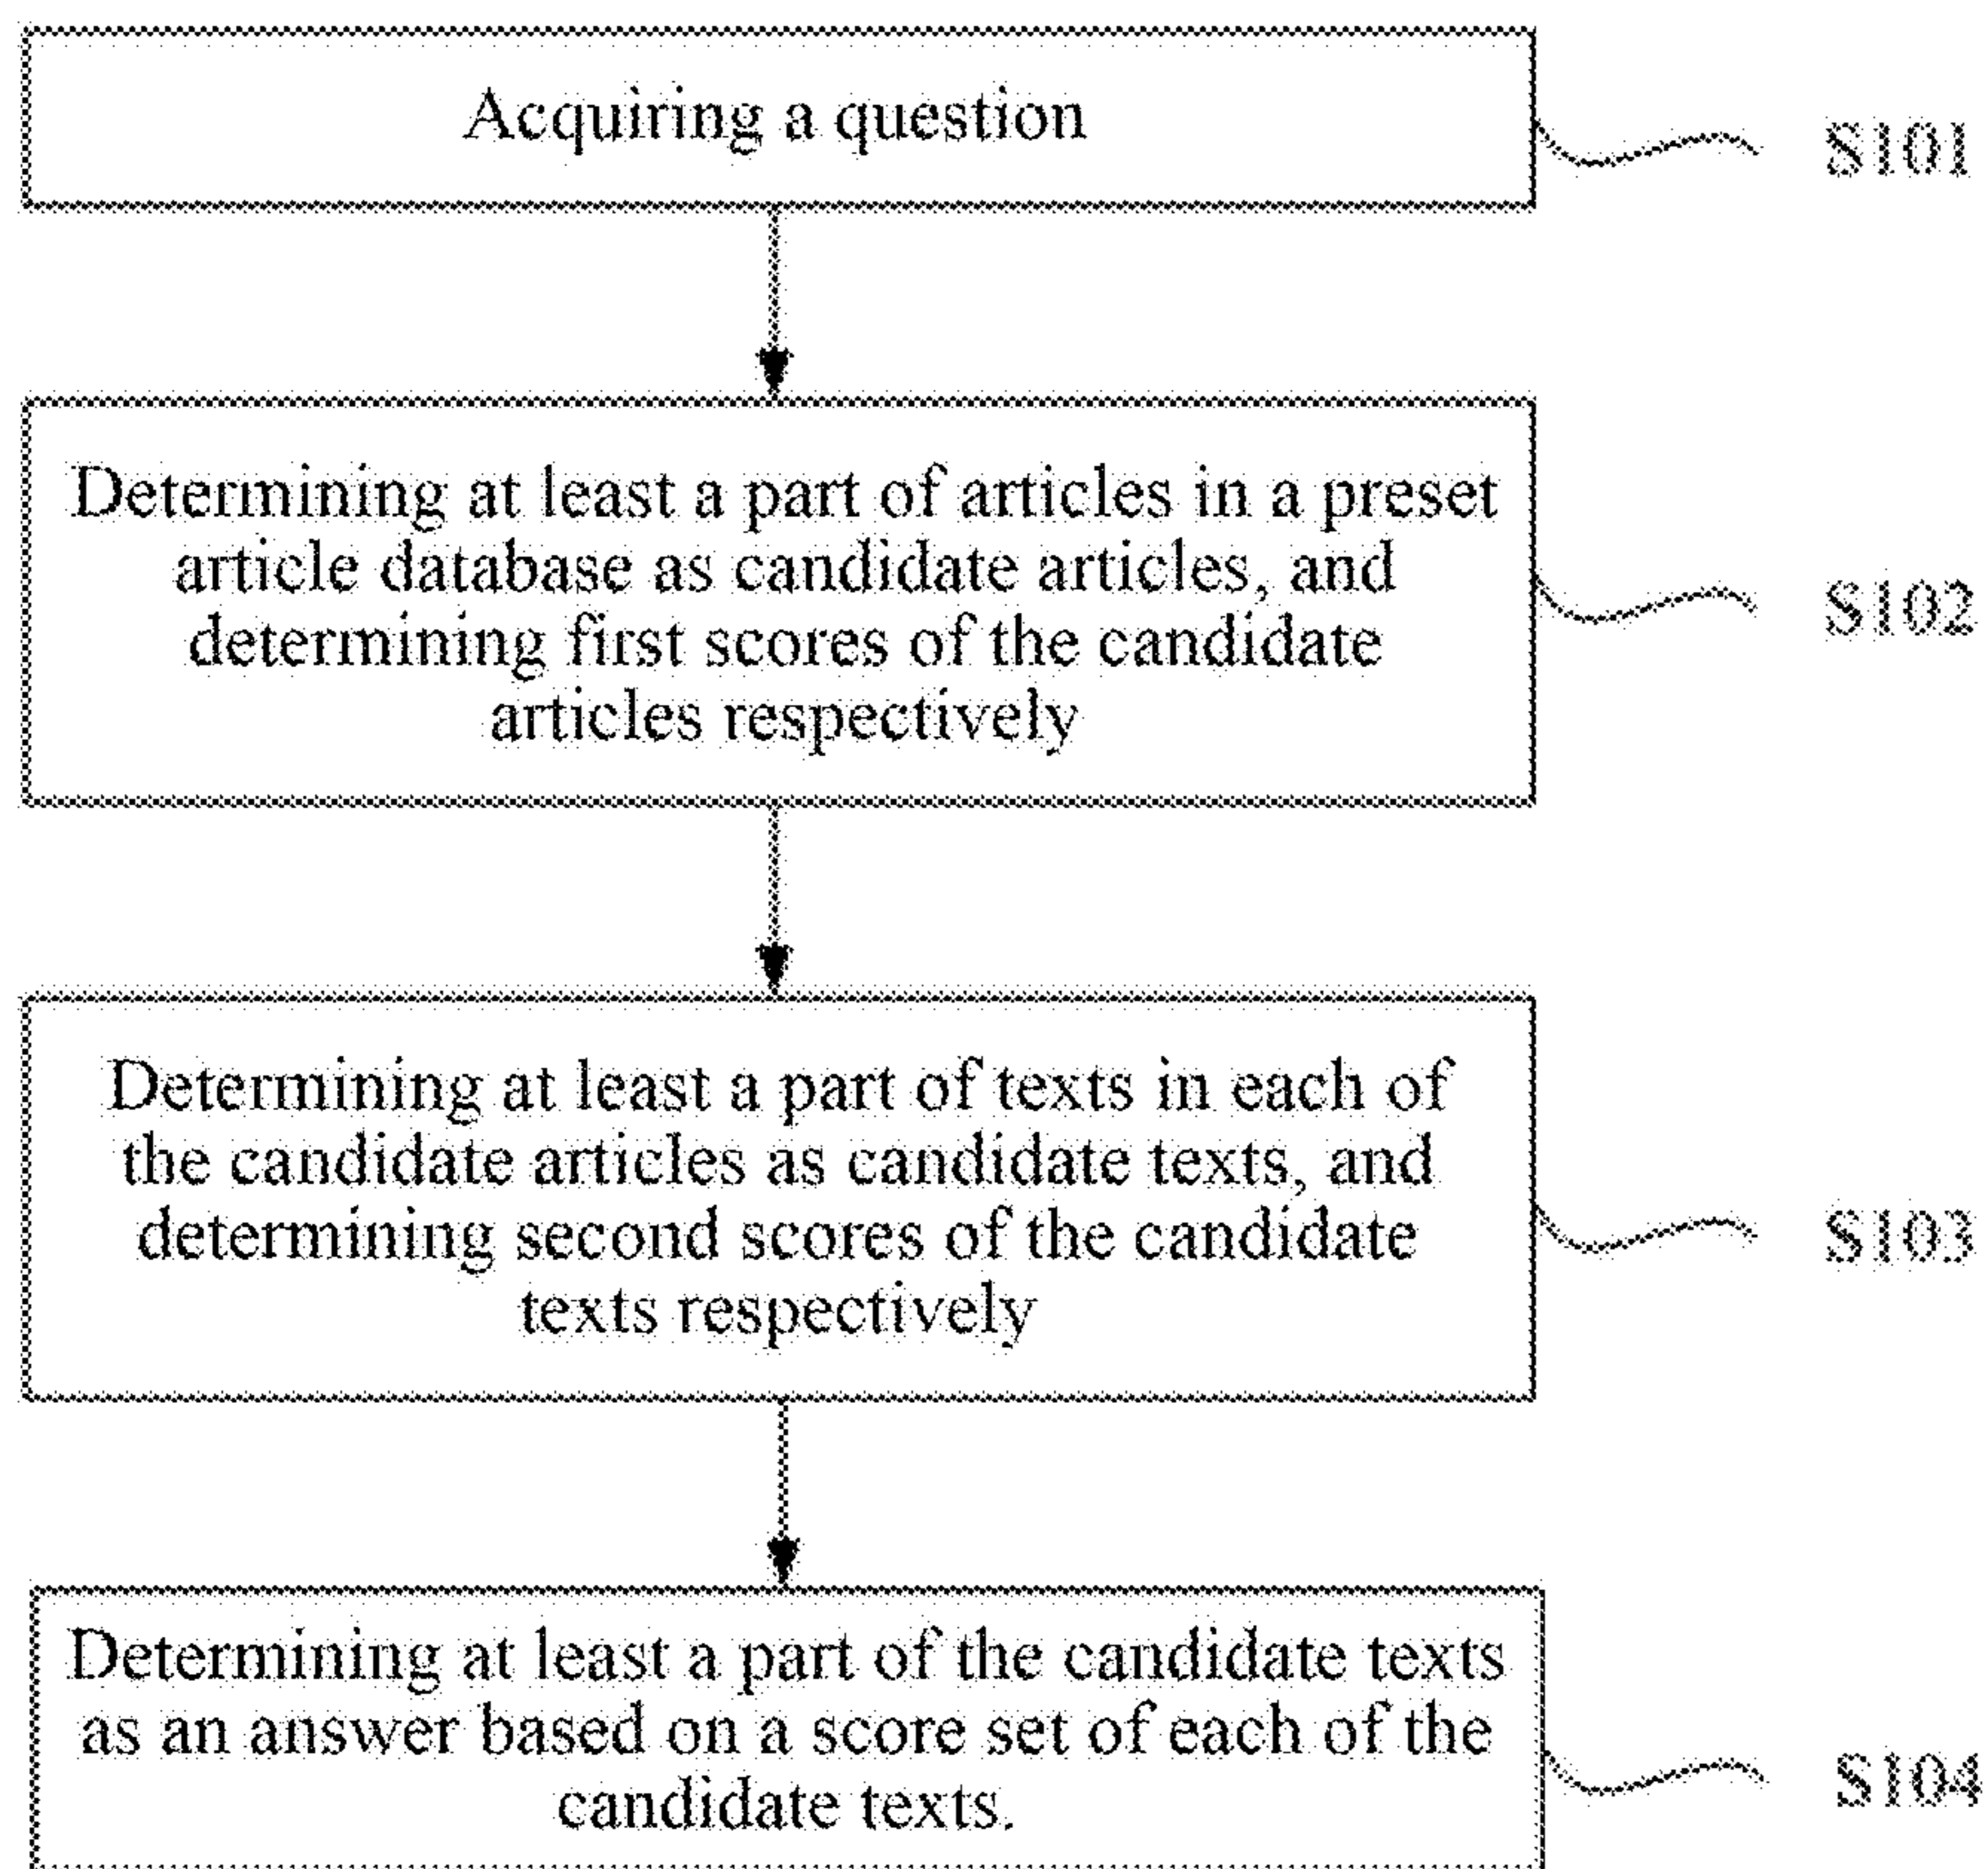 Acquiring a question
S101
Determining at least a part of articles in a preset
article database as candidate articles, and
determining first scores of the candidate
articles respectively
S102
Determining at least a part of texts in each of
the candidate articles as candidate texts, and
determining second scores of the candidate
texts respectively
S103
Determining at least a part of the candidate texts
as an answer based on a score set of each of the
candidate texts.
S104